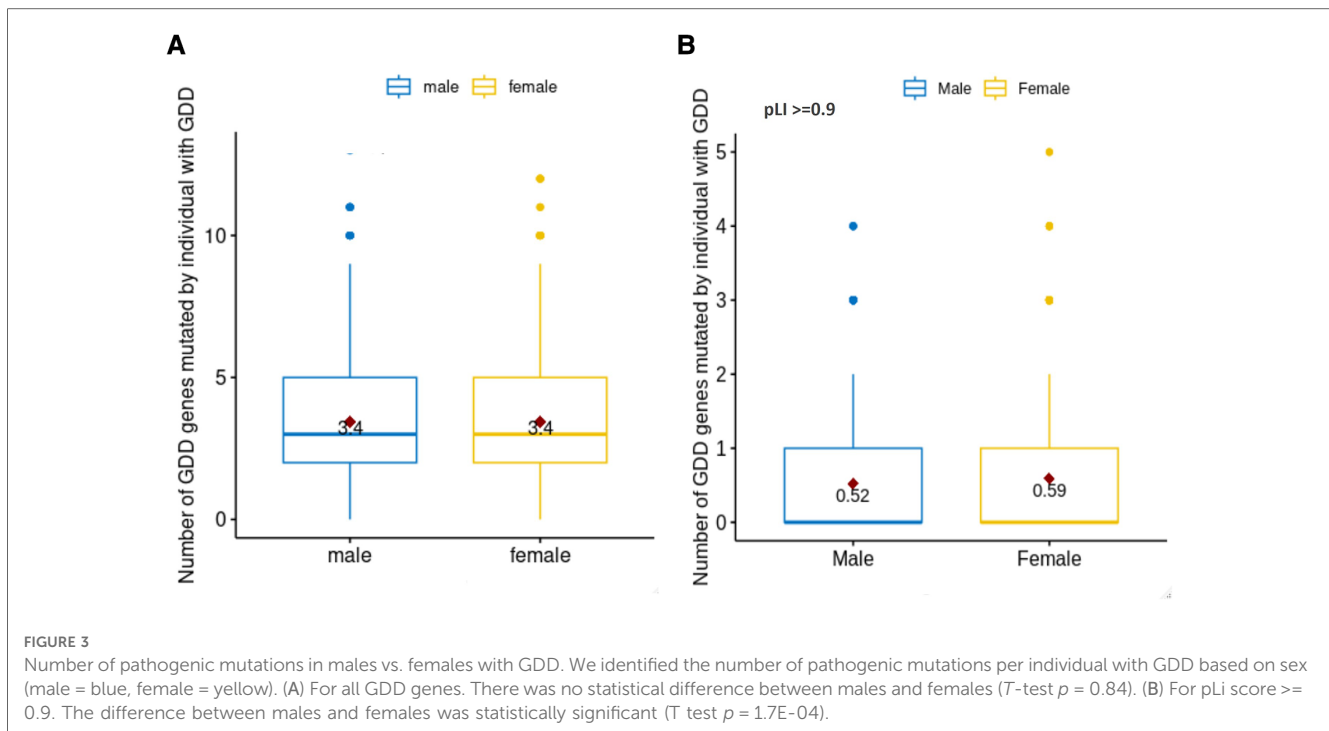 A
male female
Number of GDD genes mutated by individual with GDD
10
5
0
3.4 3.4
male female
B
Male Female
pLI >=0.9
Number of GDD genes mutated by individual with GDD
5
4
3
2
1
0
0.52 0.59
Male Female
FIGURE 3
Number of pathogenic mutations in males vs. females with GDD. We identified the number of pathogenic mutations per individual with GDD based on sex
(male = blue, female = yellow). (A) For all GDD genes. There was no statistical difference between males and females (T-test p = 0.84). (B) For pLi score >=
0.9. The difference between males and females was statistically significant (T test p = 1.7E-04).